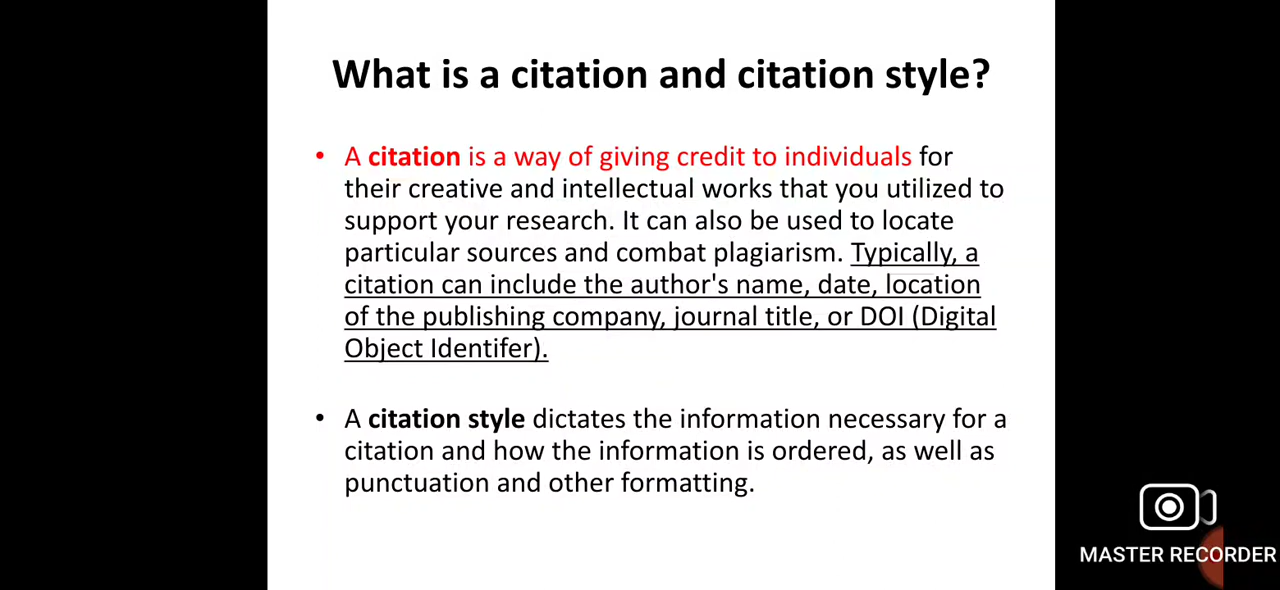 What is a citation and citation style?
• A citation is a way of giving credit to individuals for
their creative and intellectual works that you utilized to
support your research. It can also be used to locate
particular sources and combat plagiarism. Typically, a
citation can include the author's name, date, location
of the publishing company, journal title, or DOI (Digital
Object Identifer).
• A citation style dictates the information necessary for a
citation and how the information is ordered, as well as
punctuation and other formatting.
MASTER RECORDER